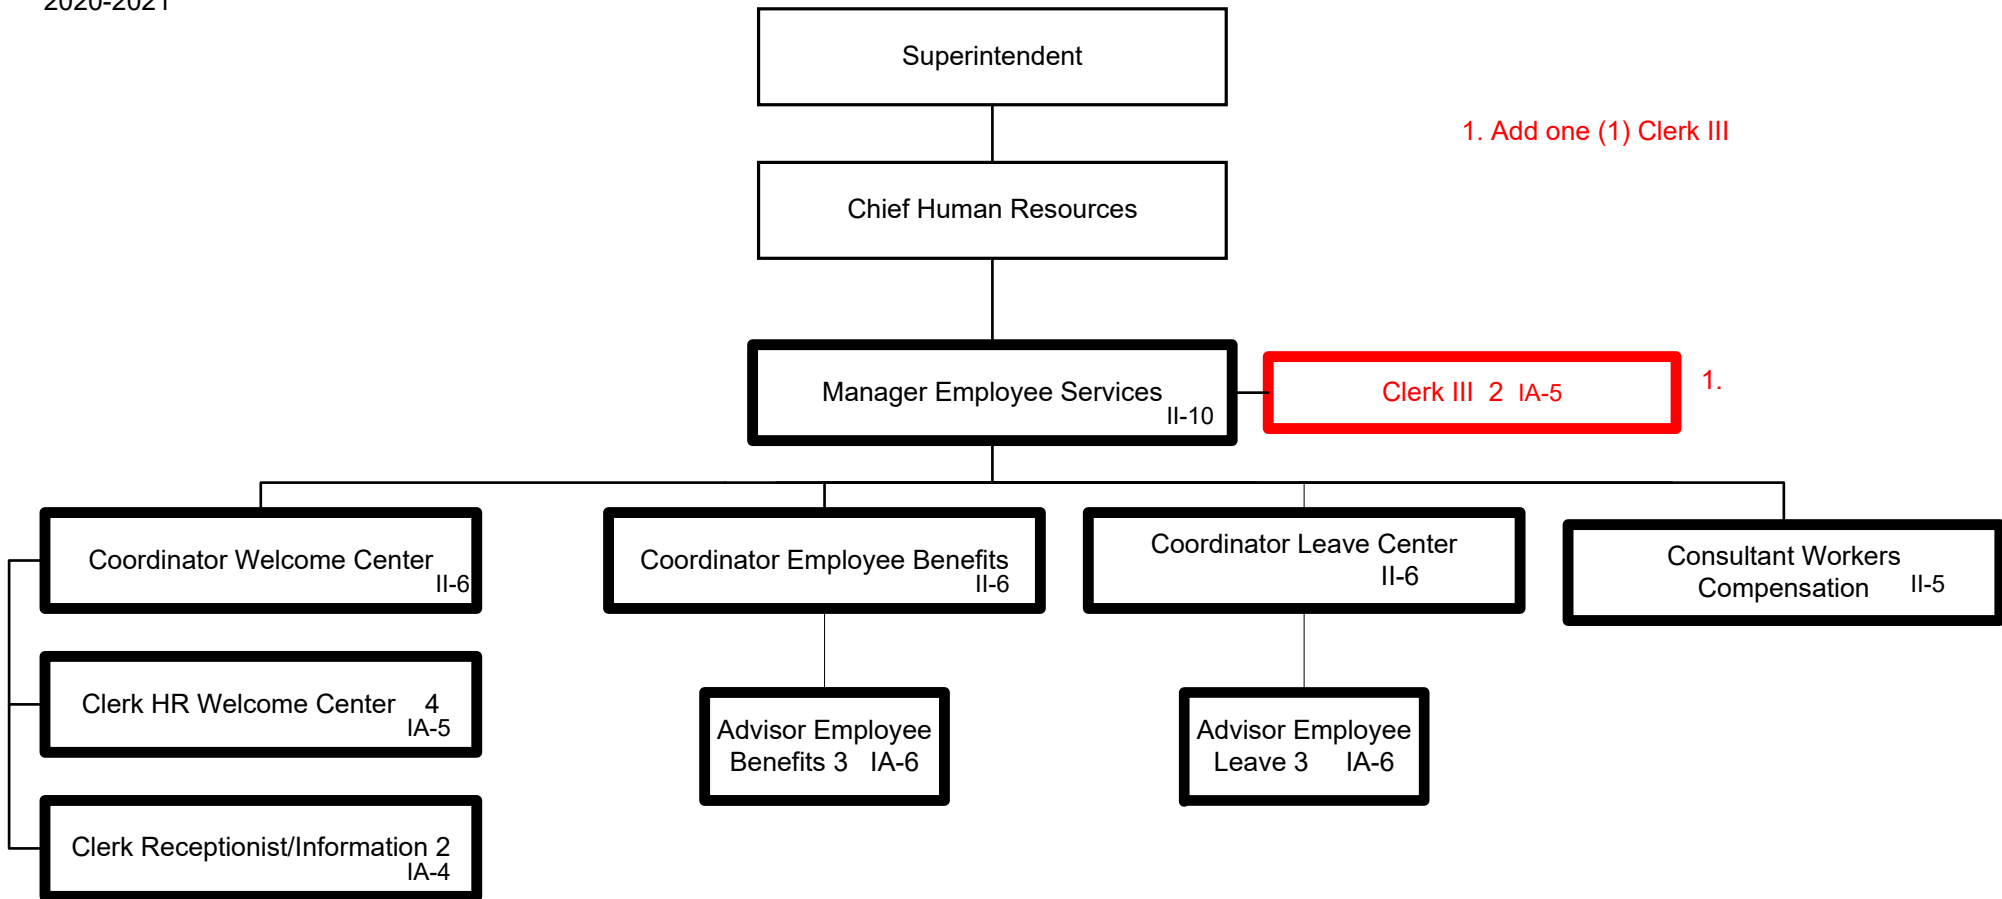 2020-2021
Superintendent
1. Add one (1) Clerk III
Chief Human Resources
Manager Employee Services
II-10
Clerk III 2 IA-5
1.
Coordinator Welcome Center
II-6
Coordinator Employee Benefits
II-6
Coordinator Leave Center
II-6
Consultant Workers
Compensation II-5
Clerk HR Welcome Center 4
IA-5
Advisor Employee
Benefits 3 IA-6
Advisor Employee
Leave 3 IA-6
Clerk Receptionist/Information 2
IA-4